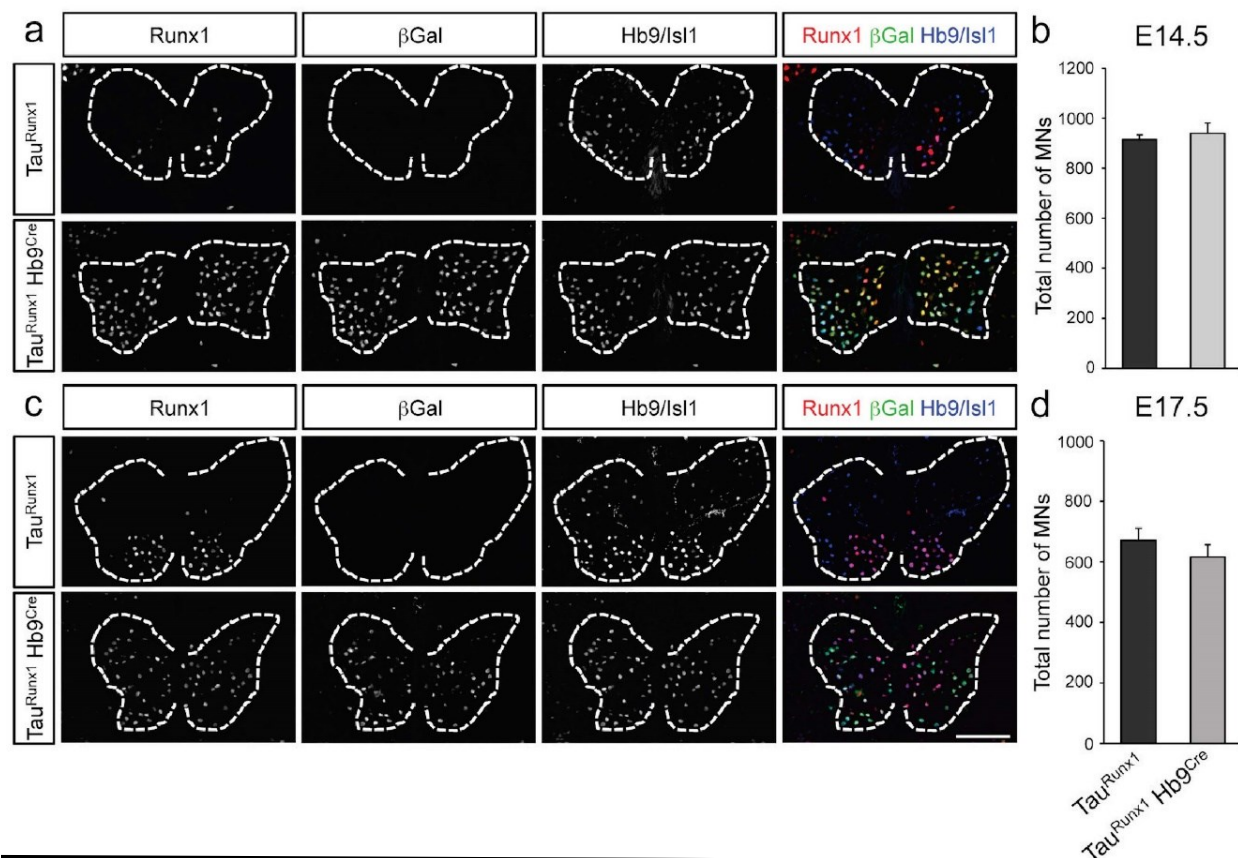 a
Runx1 βGal Hb9/Isl1 Runx1 βGal Hb9/Isl1
Tau^Runx1
Tau^Runx1 Hb9^Cre
b
E14.5
Total number of MNs
1200
1000
800
600
400
200
0
c
Runx1 βGal Hb9/Isl1 Runx1 βGal Hb9/Isl1
Tau^Runx1
Tau^Runx1 Hb9^Cre
d
E17.5
Total number of MNs
1000
800
600
400
200
0
Tau^Runx1
Tau^Runx1 Hb9^Cre